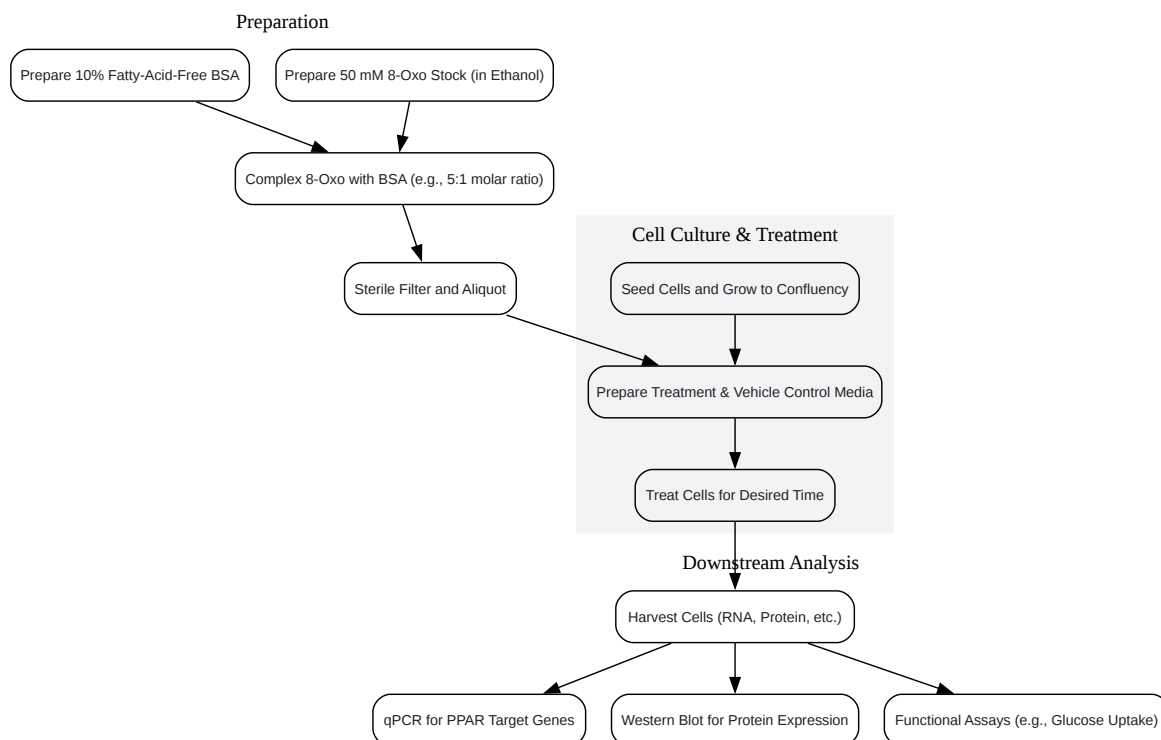 Preparation
Prepare 10% Fatty-Acid-Free BSA
Prepare 50 mM 8-Oxo Stock (in Ethanol)
Complex 8-Oxo with BSA (e.g., 5:1 molar ratio)
Cell Culture & Treatment
Sterile Filter and Aliquot
Seed Cells and Grow to Confluency
Prepare Treatment & Vehicle Control Media
Treat Cells for Desired Time
Downstream Analysis
Harvest Cells (RNA, Protein, etc.)
qPCR for PPAR Target Genes
Western Blot for Protein Expression
Functional Assays (e.g., Glucose Uptake)